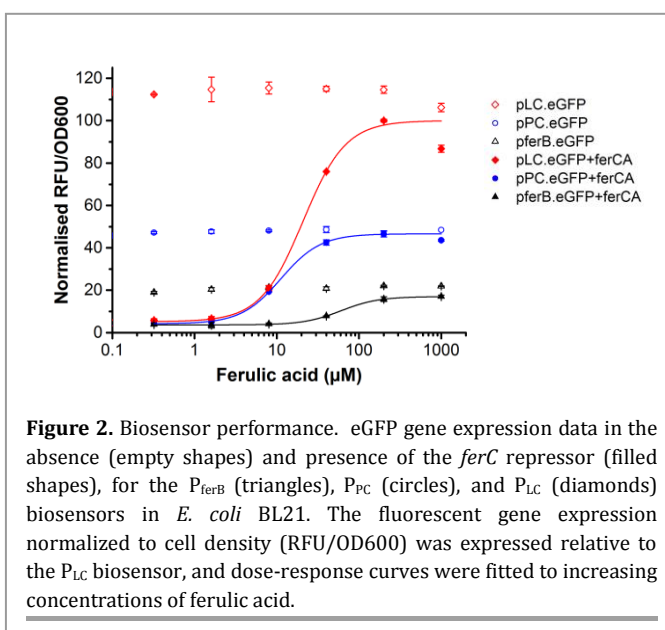 120
100
80
60
40
20
0
Normalised RFU/OD600
0.1 1 10 100 1000
Ferulic acid (µM)
pLC.eGFP
pPC.eGFP
pferB.eGFP
pLC.eGFP+ferCA
pPC.eGFP+ferCA
pferB.eGFP+ferCA
Figure 2. Biosensor performance. eGFP gene expression data in the
absence (empty shapes) and presence of the ferC repressor (filled
shapes), for the PferB (triangles), PPC (circles), and PLC (diamonds)
biosensors in E. coli BL21. The fluorescent gene expression
normalized to cell density (RFU/OD600) was expressed relative to
the PLC biosensor, and dose-response curves were fitted to increasing
concentrations of ferulic acid.